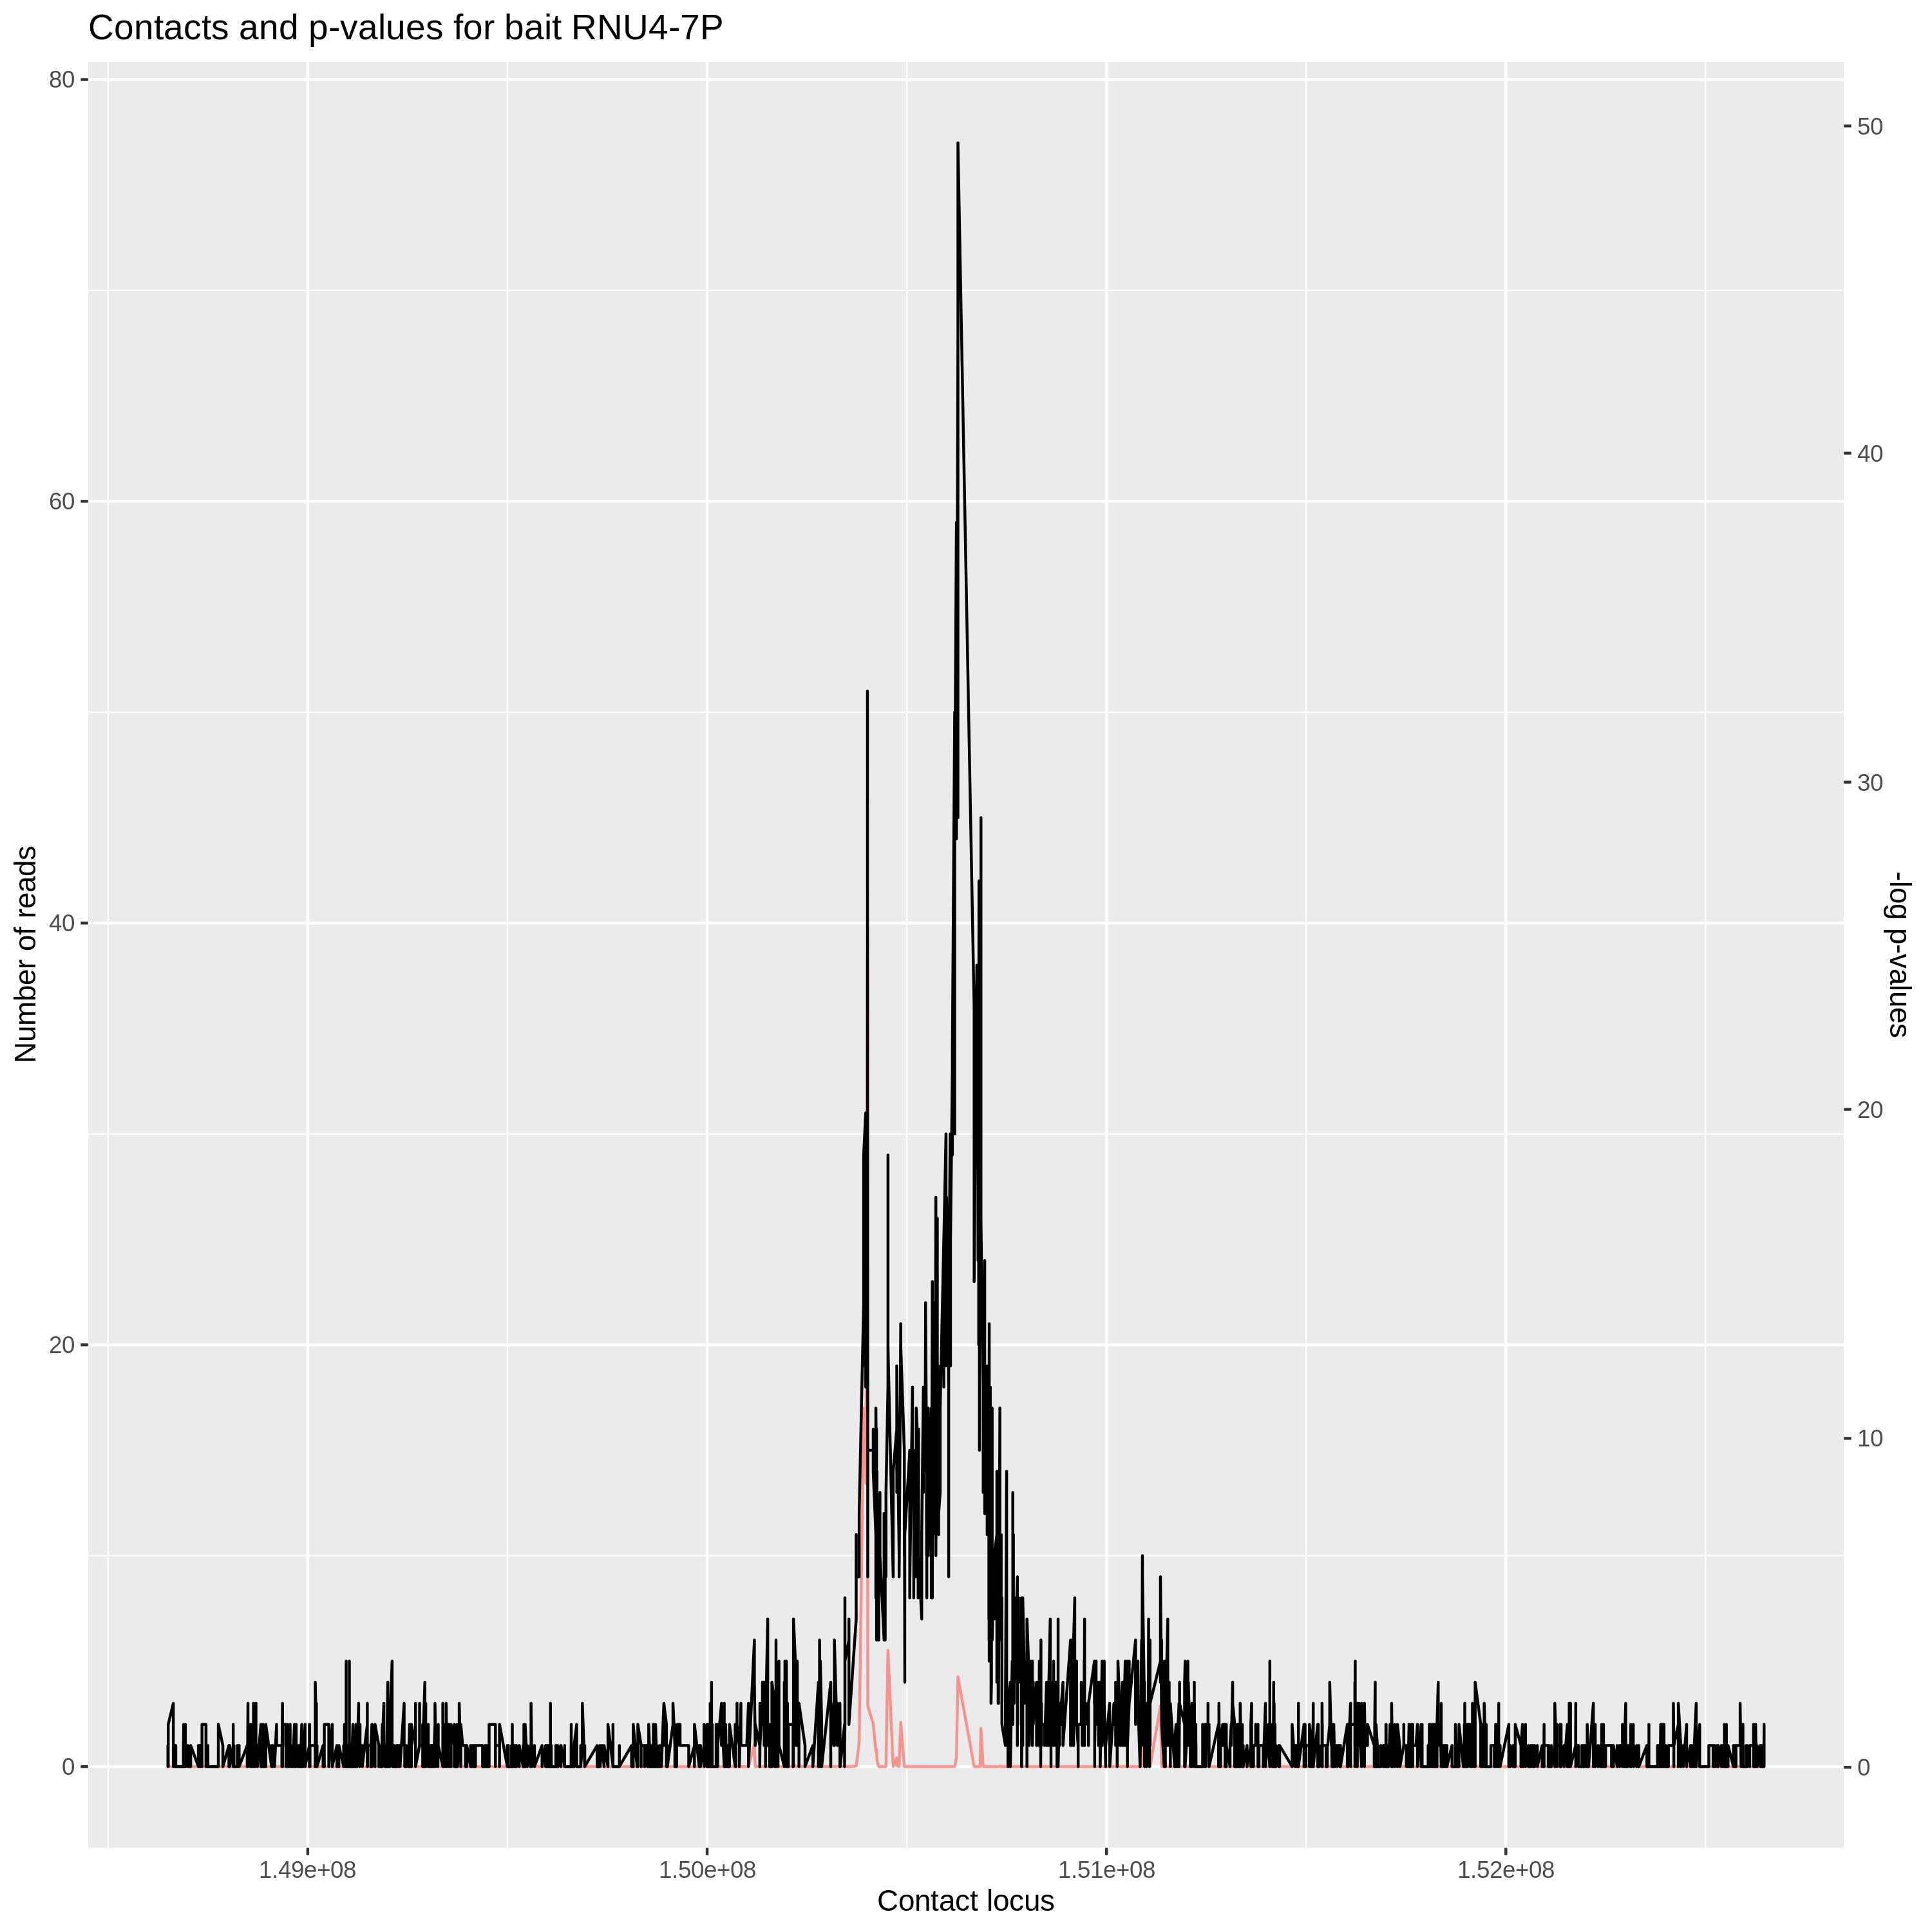 Contacts and p-values for bait RNU4-7P
80
60
40
20
0
Number of reads
50
40
30
20
10
0
-log p-values
1.49e+08
1.50e+08
1.51e+08
1.52e+08
Contact locus